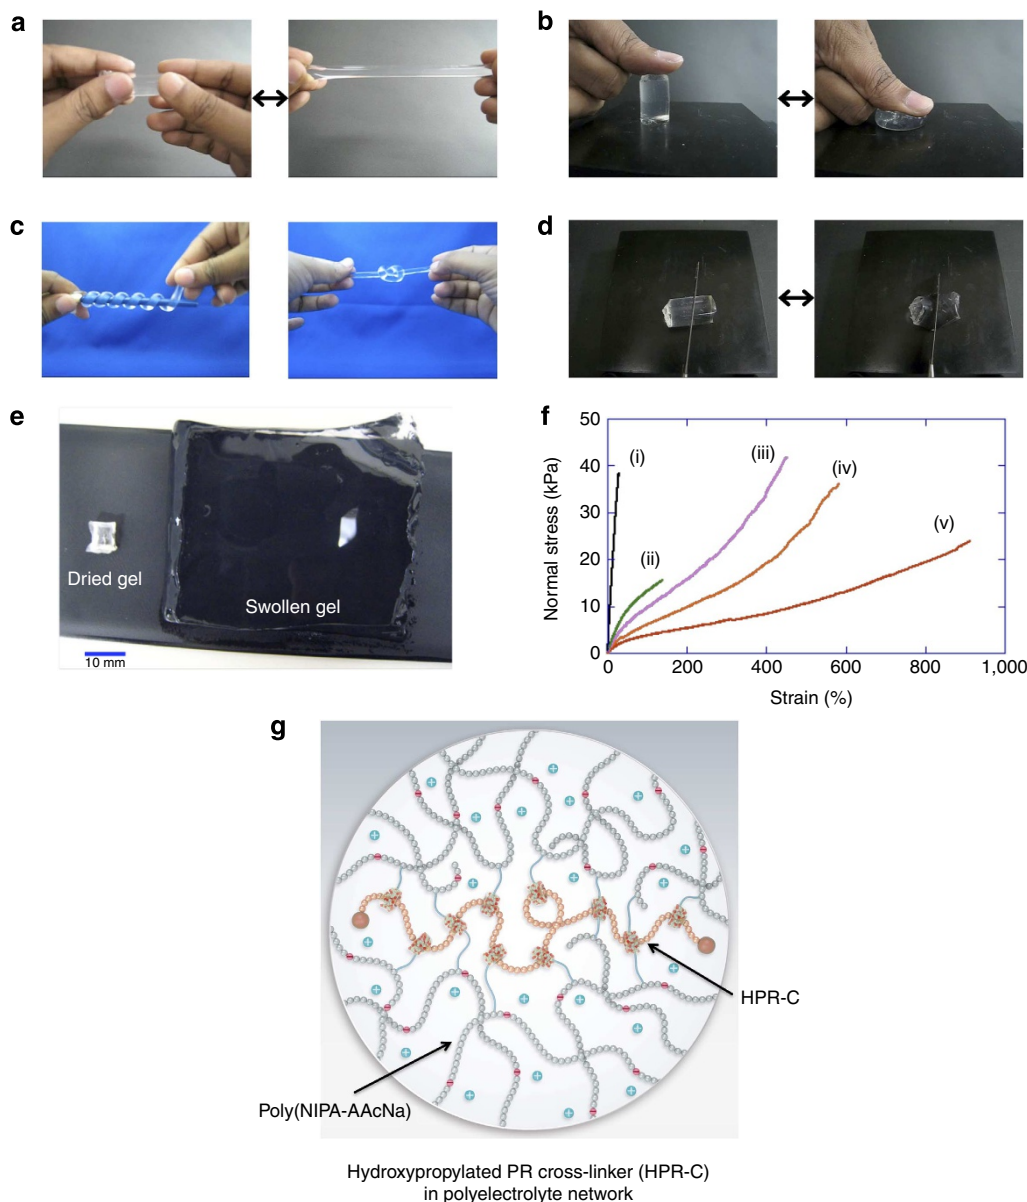 a
b
c
d
e
Dried gel
Swollen gel
10 mm
f
50
40
30
20
10
0
Normal stress (kPa)
(i)
(ii)
(iii)
(iv)
(v)
0
200
400
600
800
1,000
Strain (%)
g
HPR-C
Poly(NIPA-AAcNa)
Hydroxypropylated PR cross-linker (HPR-C)
in polyelectrolyte network